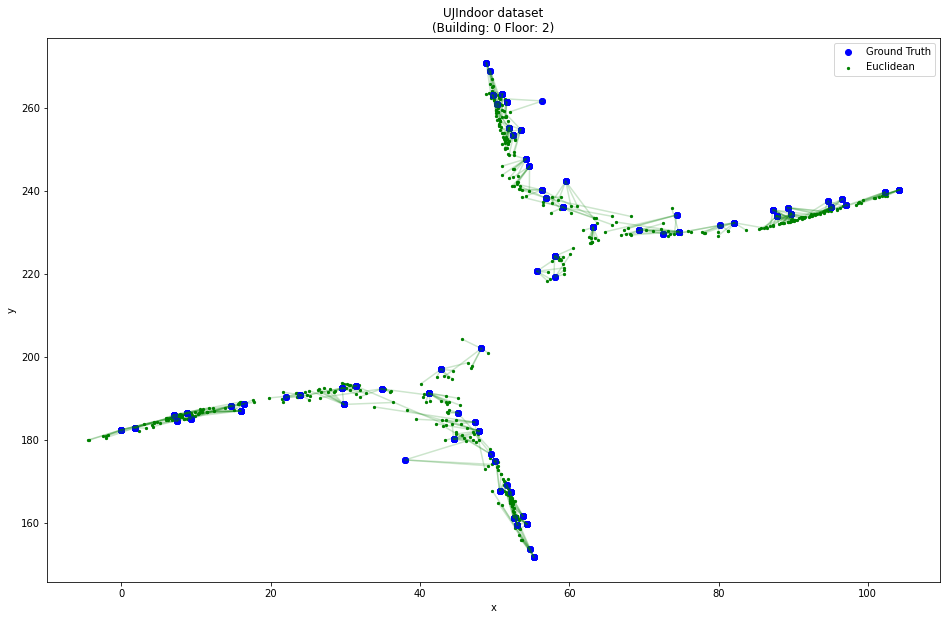 UJIndoor dataset
(Building: 0 Floor: 2)
Ground Truth
Euclidean
260
240
220
200
180
160
y
0 20 40 60 80 100
x